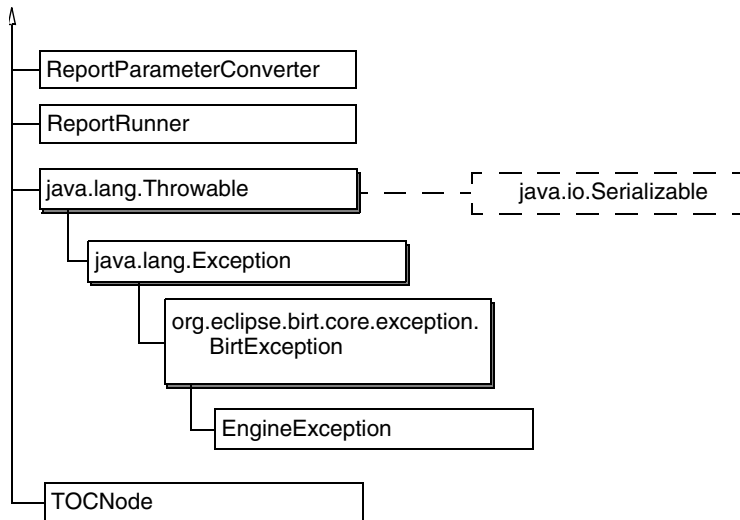 ReportParameterConverter
ReportRunner
java.lang.Throwable
java.io.Serializable
java.lang.Exception
org.eclipse.birt.core.exception.
BirtException
EngineException
TOCNode